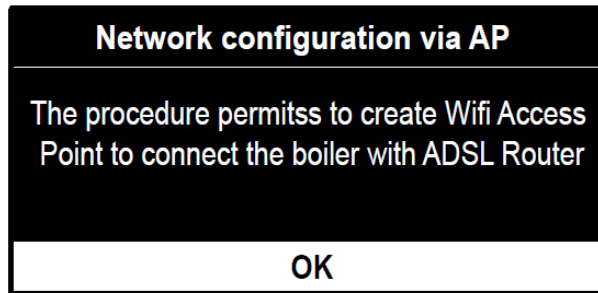 Network configuration via AP
The procedure permitss to create Wifi Access
Point to connect the boiler with ADSL Router
OK